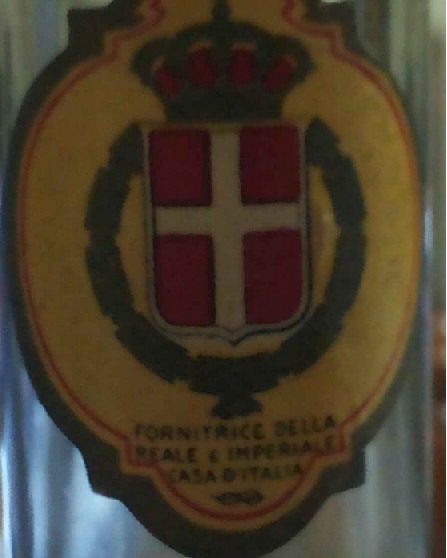 FORNITRICE DELLA
REALE & IMPERIALE
CASA D'ITALIA